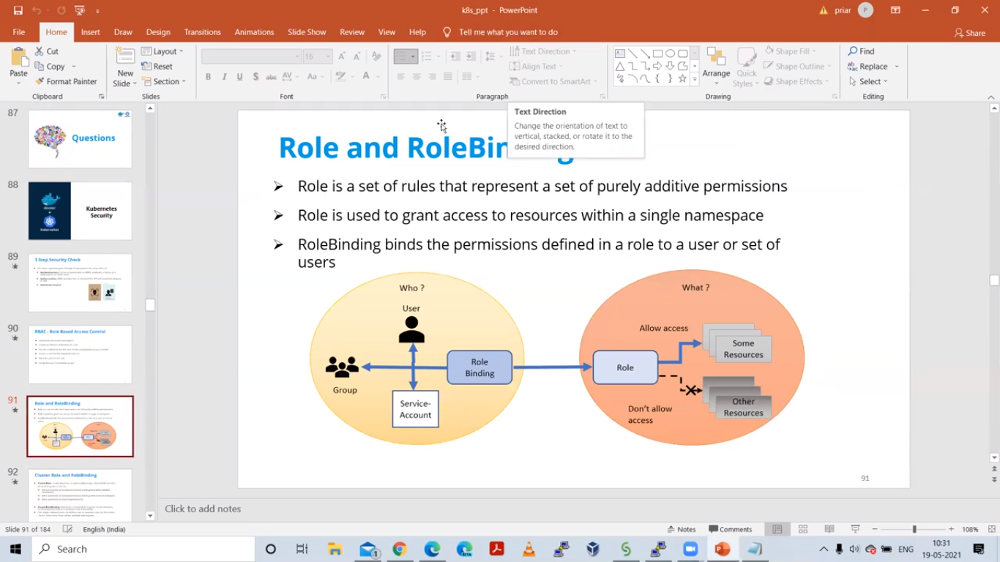 k8s_ppt - PowerPoint
priar
P
File
Home
Insert
Draw
Design
Transitions
Animations
Slide Show
Review
View
Help
Tell me what you want to do
Share
Paste
Cut
Copy
Format Painter
Clipboard
New
Slide
Layout
Reset
Section
Slides
16
Font
Text Direction
Align Text
Convert to SmartArt
Paragraph
Arrange
Quick
Styles
Shape Fill
Shape Outline
Shape Effects
Drawing
Find
Replace
Select
Editing
Text Direction
Change the orientation of text to
vertical, stacked, or rotate it to the
desired direction.
87
Questions
88
docker
kubernetes
Kubernetes
Security
89
3 Step Security Check
90
RBAC - Role Based Access Control
91
Role and RoleBinding
92
Cluster Role and RoleBinding
Role and RoleBin
Role is a set of rules that represent a set of purely additive permissions
Role is used to grant access to resources within a single namespace
RoleBinding binds the permissions defined in a role to a user or set of
users
Who ?
User
Group
Role
Binding
Service-
Account
What ?
Allow access
Role
Some
Resources
Don't allow
access
Other
Resources
91
Click to add notes
Slide 91 of 184
English (India)
Notes
Comments
108%
Search
1
BETA
ENG
10:31
19-05-2021